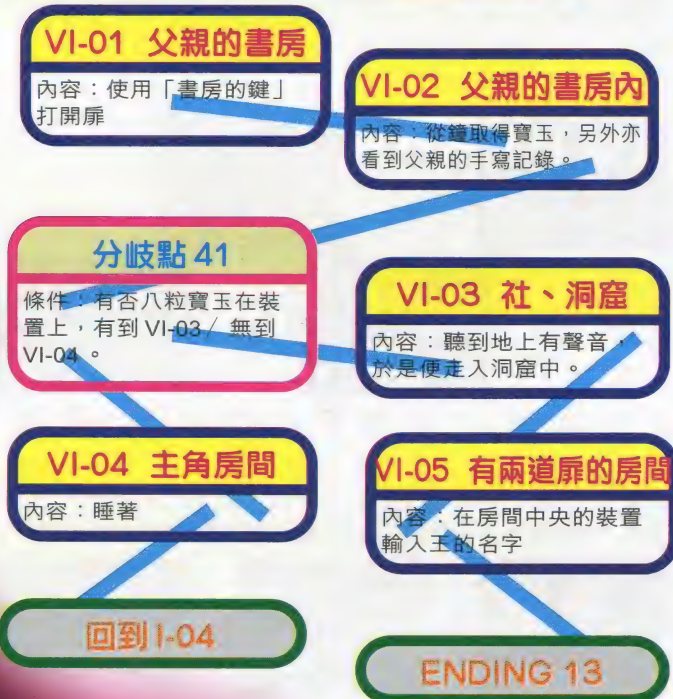 VI-01 父親的書房
內容：使用「書房的鍵」
打開扉
VI-02 父親的書房內
內容：從鐘取得寶玉，另外亦
看到父親的手寫記錄。
分岐點 41
條件：有否八粒寶玉在裝
置上，有到 VI-03／ 無到
VI-04。
VI-03 社、洞窟
內容：聽到地上有聲音，
於是便走入洞窟中。
VI-04 主角房間
內容：睡著
VI-05 有兩道扉的房間
內容：在房間中央的裝置
輸入王的名字
回到 I-04
ENDING 13